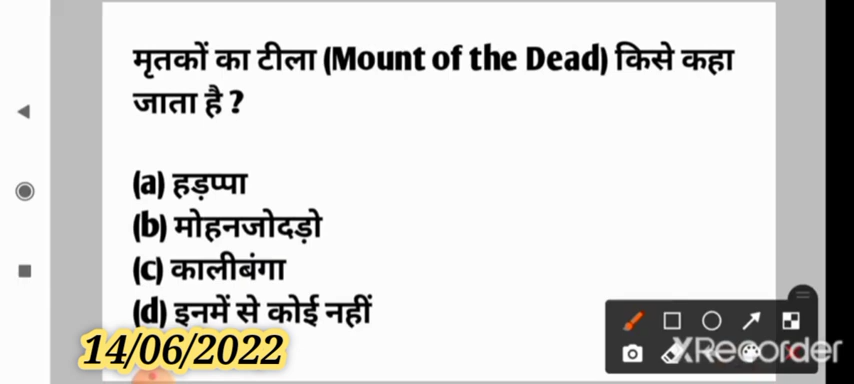 मृतकों का टीला (Mount of the Dead) किसे कहा
जाता है ?
(a) हड़प्पा
(b) मोहनजोदड़ो
(c) कालीबंगा
(d) इनमें से कोई नहीं
14/06/2022
XRecorder